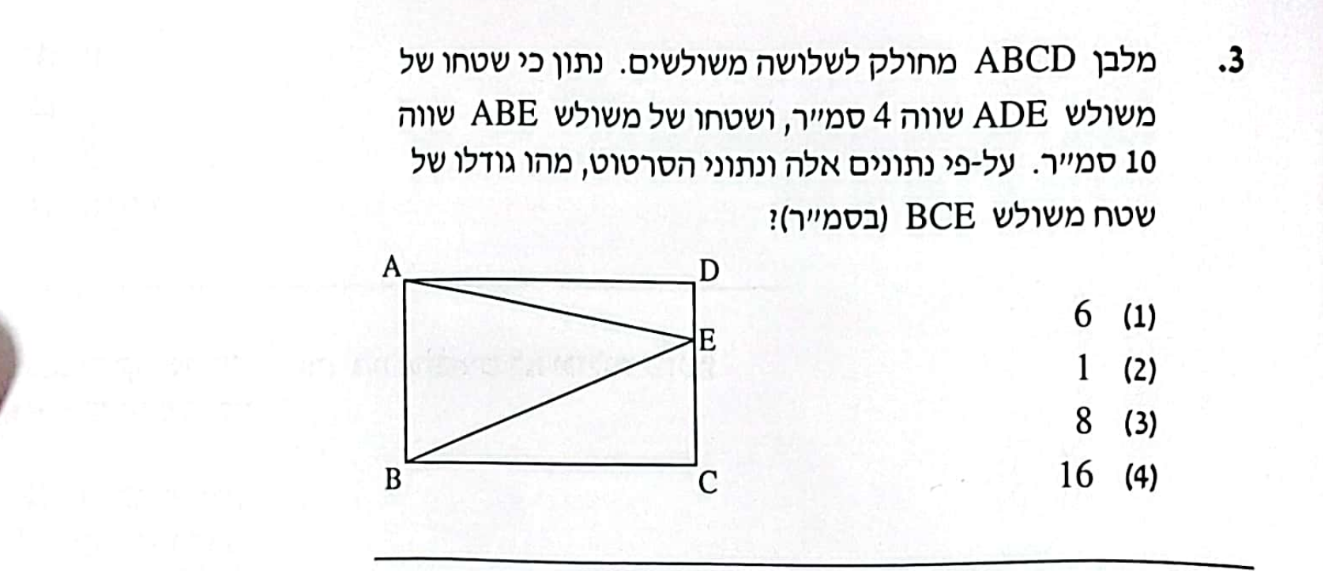 3. מלבן ABCD מחולק לשלושה משולשים. נתון כי שטחו של
משולש ADE שווה 4 סמ"ר, ושטחו של משולש ABE שווה
10 סמ"ר. על-פי נתונים אלה ונתוני הסרטוט, מהו גודלו של
שטח משולש BCE (בסמ"ר)?
(1) 6
(2) 1
(3) 8
(4) 16
A D
E
B C